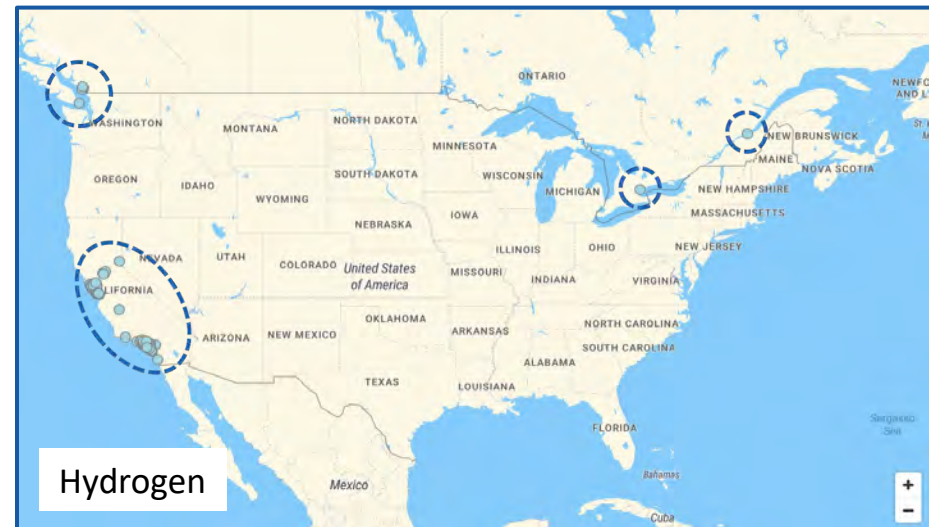 ONTARIO
NEWFO
AND L
St.
WASHINGTON
MONTANA
NORTH DAKOTA
MINNESOTA
NEW BRUNSWICK
MAINE
NOVA SCOTIA
OREGON
IDAHO
SOUTH DAKOTA
WISCONSIN
MICHIGAN
NEW HAMPSHIRE
WYOMING
MASSACHUSETTS
NEBRASKA
IOWA
NEVADA
UTAH
COLORADO
United States
of America
ILLINOIS
OHIO
NEW JERSEY
MISSOURI
INDIANA
VIRGINIA
LIFORNIA
OKLAHOMA
ARIZONA
NEW MEXICO
ARKANSAS
NORTH CAROLINA
SOUTH CAROLINA
ALABAMA
TEXAS
LOUISIANA
FLORIDA
Sargasso
Sea
Hydrogen
Mexico
Bahamas
Cuba
+
−